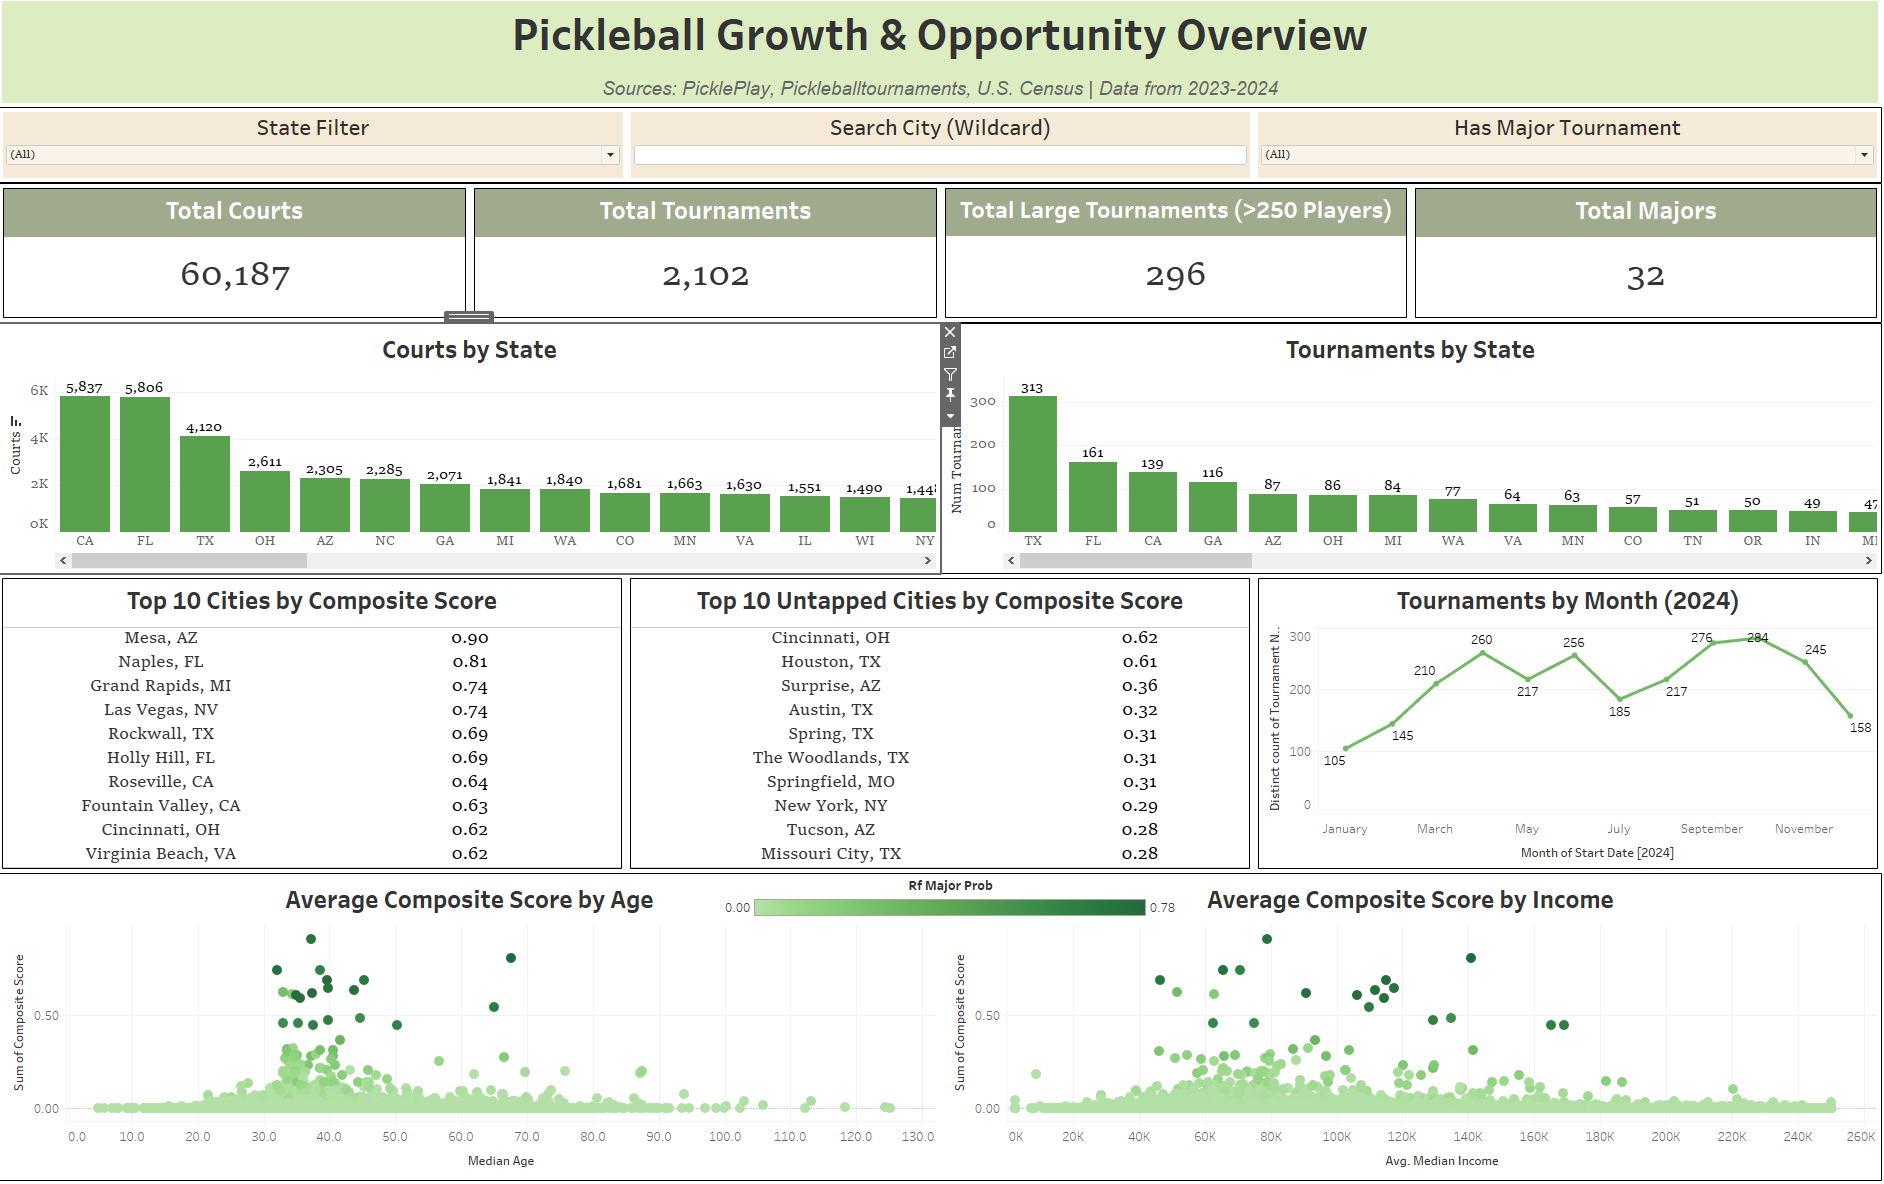 Pickleball Growth & Opportunity Overview
Sources: PicklePlay, Pickleballtournaments, U.S. Census | Data from 2023-2024
State Filter
(All)
Search City (Wildcard)
Has Major Tournament
(All)
Total Courts
60,187
Total Tournaments
2,102
Total Large Tournaments (>250 Players)
296
Total Majors
32
Courts by State
Courts
6K
4K
2K
0K
5,837
5,806
4,120
2,611
2,305
2,285
2,071
1,841
1,840
1,681
1,663
1,630
1,551
1,490
CA FL TX OH AZ NC GA MI WA CO MN VA IL WI NY
Tournaments by State
Num Tournam
300
200
100
0
313
161
139
116
87
86
84
77
64
63
57
51
50
49
47
TX FL CA GA AZ OH MI WA VA MN CO TN OR IN
Top 10 Cities by Composite Score
Mesa, AZ 0.90
Naples, FL 0.81
Grand Rapids, MI 0.74
Las Vegas, NV 0.74
Rockwall, TX 0.69
Holly Hill, FL 0.69
Roseville, CA 0.64
Fountain Valley, CA 0.63
Cincinnati, OH 0.62
Virginia Beach, VA 0.62
Top 10 Untapped Cities by Composite Score
Cincinnati, OH 0.62
Houston, TX 0.61
Surprise, AZ 0.36
Austin, TX 0.32
Spring, TX 0.31
The Woodlands, TX 0.31
Springfield, MO 0.31
New York, NY 0.29
Tucson, AZ 0.28
Missouri City, TX 0.28
Tournaments by Month (2024)
Distinct count of Tournament N..
300
200
100
0
105
145
210
260
217
256
185
217
276
284
245
158
January March May July September November
Month of Start Date [2024]
Average Composite Score by Age
Rf Major Prob
0.00
0.78
Sum of Composite Score
0.50
0.00
0.0 10.0 20.0 30.0 40.0 50.0 60.0 70.0 80.0 90.0 100.0 110.0 120.0 130.0
Median Age
Average Composite Score by Income
Sum of Composite Score
0.50
0.00
0K 20K 40K 60K 80K 100K 120K 140K 160K 180K 200K 220K 240K 260K
Avg. Median Income